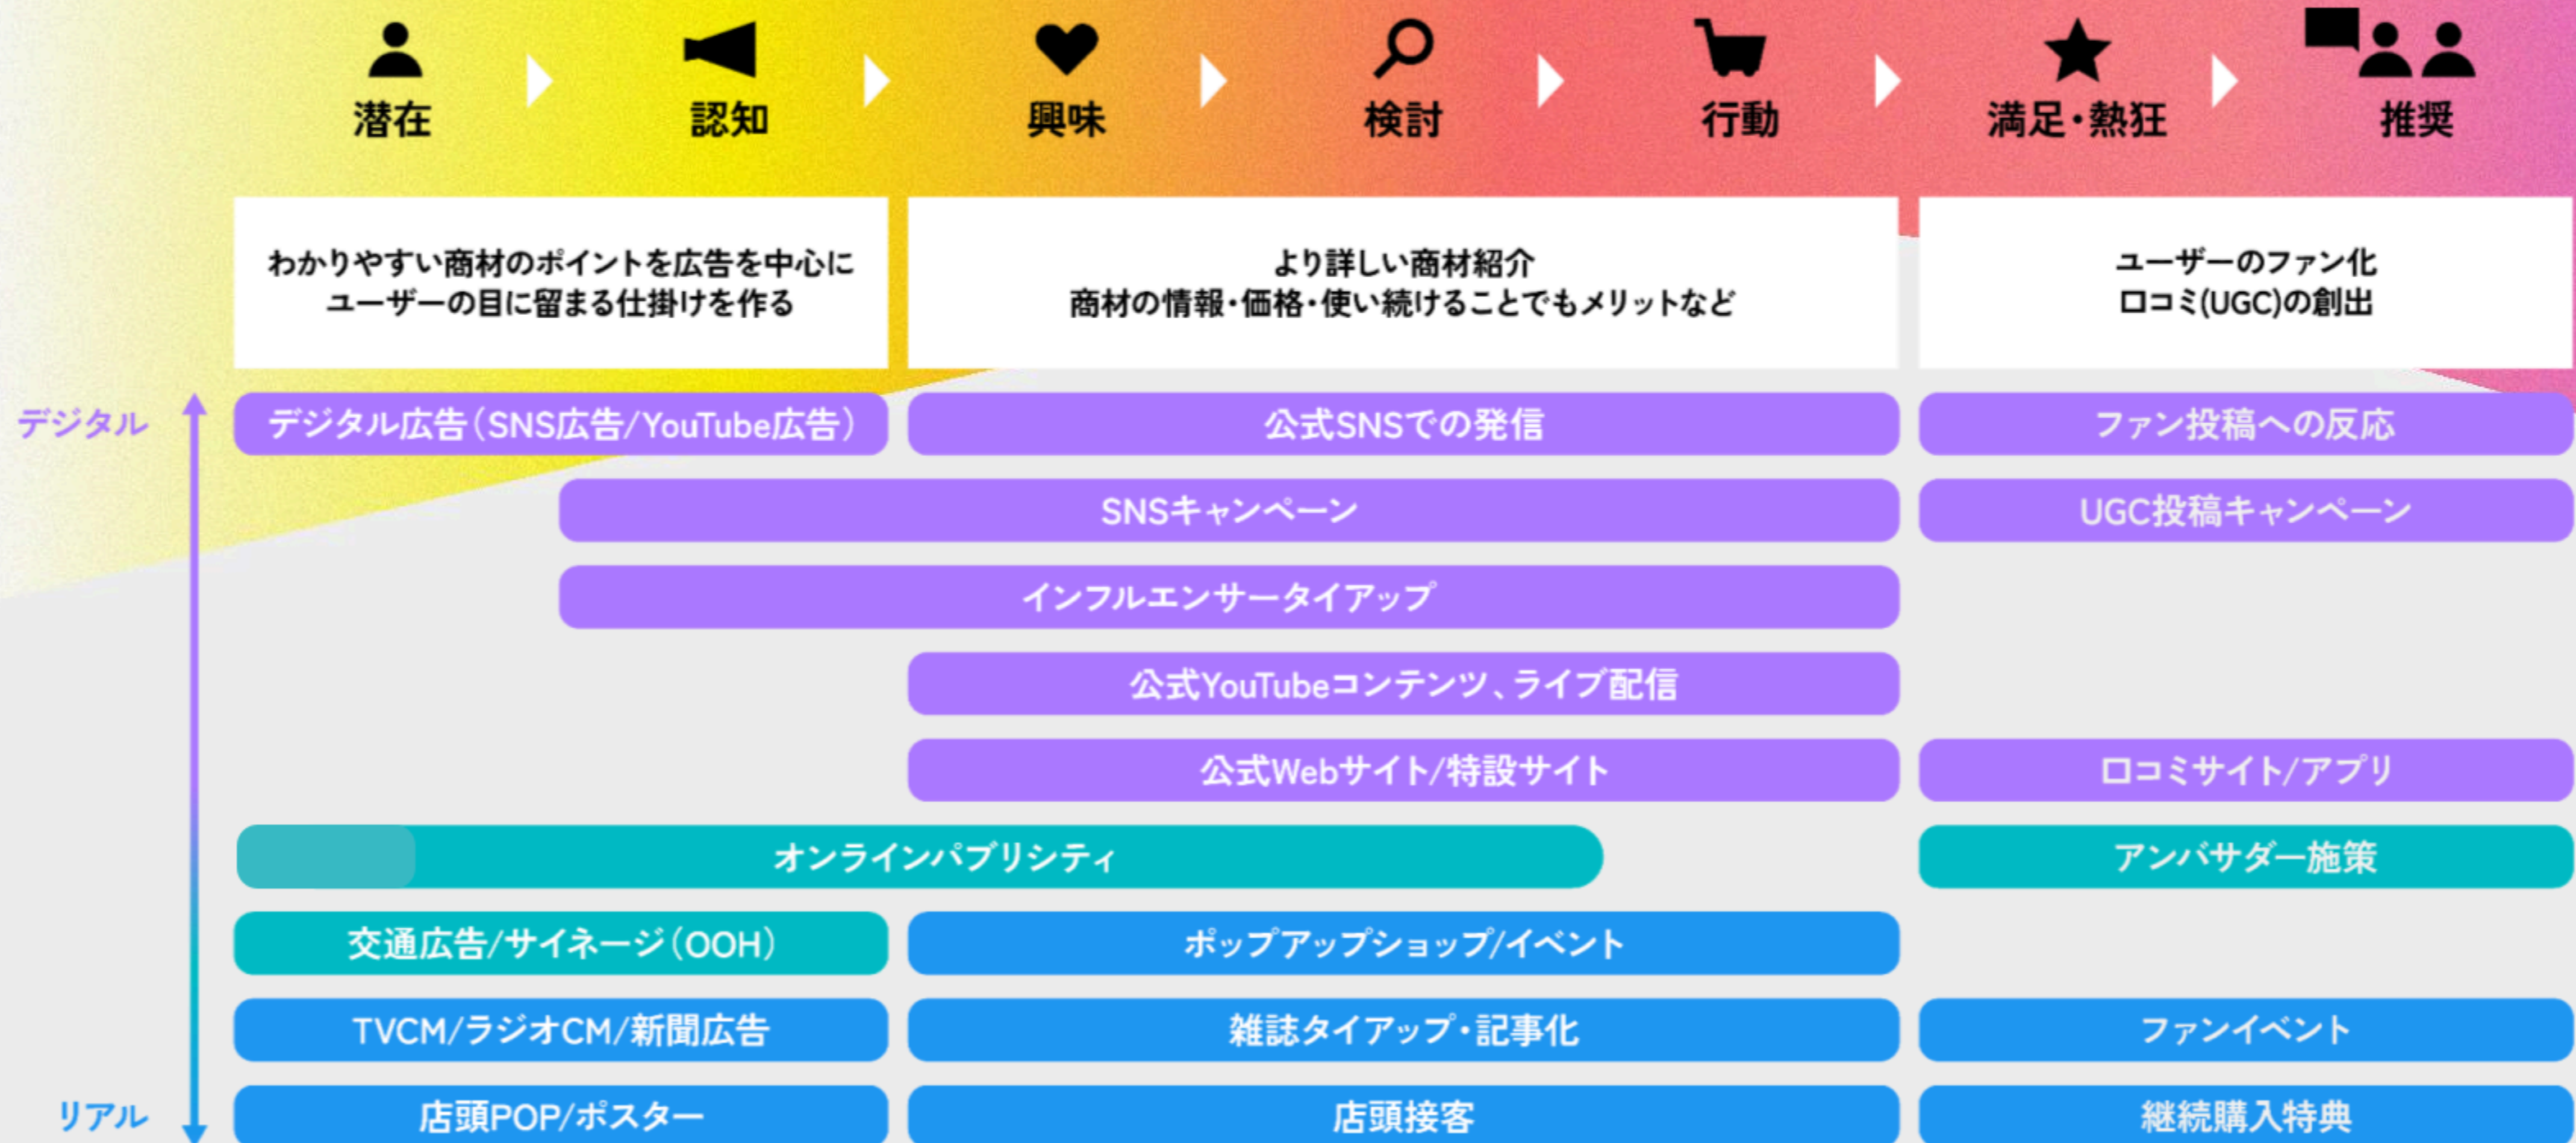 潜在
認知
興味
検討
行動
満足・熱狂
推奨
わかりやすい商材のポイントを広告を中心に
ユーザーの目に留まる仕掛けを作る
より詳しい商材紹介
商材の情報・価格・使い続けることでもメリットなど
ユーザーのファン化
口コミ(UGC)の創出
デジタル
デジタル広告（SNS広告/YouTube広告）
公式SNSでの発信
ファン投稿への反応
SNSキャンペーン
UGC投稿キャンペーン
インフルエンサータイアップ
公式YouTubeコンテンツ、ライブ配信
公式Webサイト/特設サイト
口コミサイト/アプリ
オンラインパブリシティ
アンバサダー施策
交通広告/サイネージ（OOH）
ポップアップショップ/イベント
TVCM/ラジオCM/新聞広告
雑誌タイアップ・記事化
ファンイベント
リアル
店頭POP/ポスター
店頭接客
継続購入特典